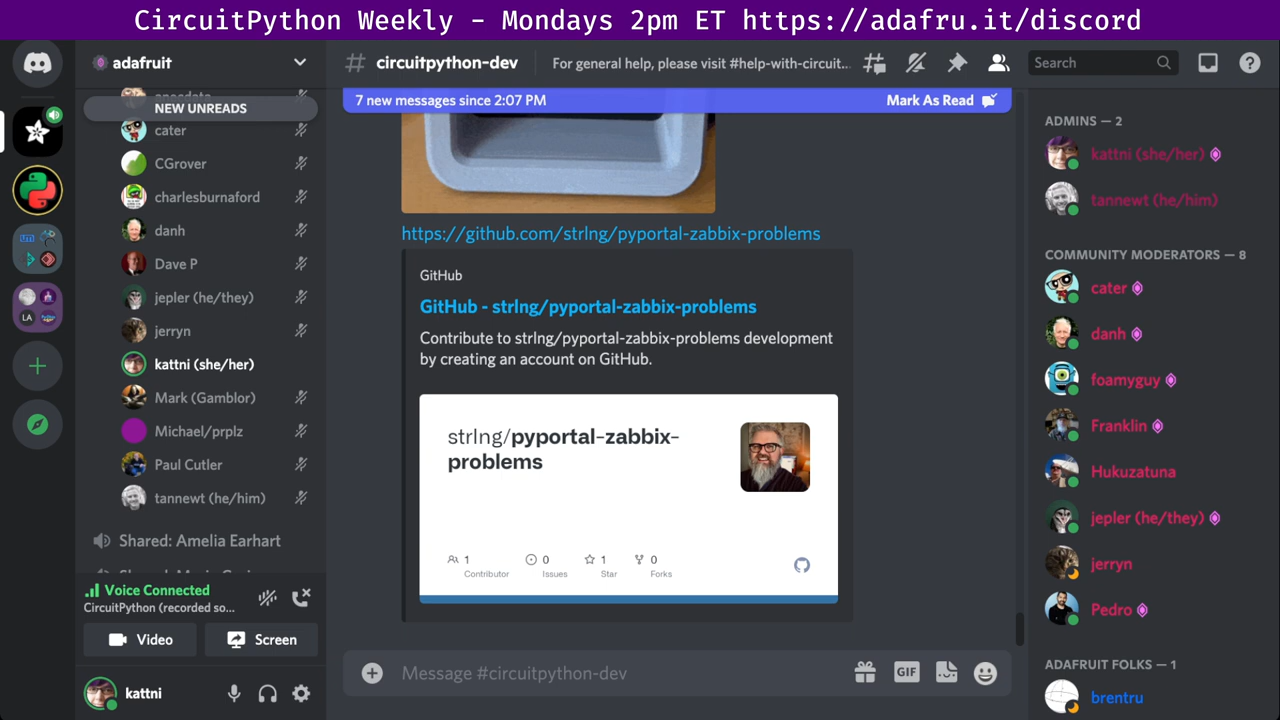 CircuitPython Weekly - Mondays 2pm ET https://adafru.it/discord
adafruit
NEW UNREADS
cater
CGrover
charlesburnaford
danh
Dave P
jepler (he/they)
jerryn
kattni (she/her)
Mark (Gamblor)
Michael/prplz
Paul Cutler
tannewt (he/him)
Shared: Amelia Earhart
Voice Connected
CircuitPython (recorded so...
Video
Screen
kattni
# circuitpython-dev
For general help, please visit #help-with-circuit...
Search
7 new messages since 2:07 PM
Mark As Read
https://github.com/strlng/pyportal-zabbix-problems
GitHub
GitHub - strlng/pyportal-zabbix-problems
Contribute to strlng/pyportal-zabbix-problems development
by creating an account on GitHub.
strlng/pyportal-zabbix-
problems
1
Contributor
0
Issues
1
Star
0
Forks
Message #circuitpython-dev
GIF
ADMINS — 2
kattni (she/her)
tannewt (he/him)
COMMUNITY MODERATORS — 8
cater
danh
foamyguy
Franklin
Hukuzatuna
jepler (he/they)
jerryn
Pedro
ADAFRUIT FOLKS — 1
brentru
LA